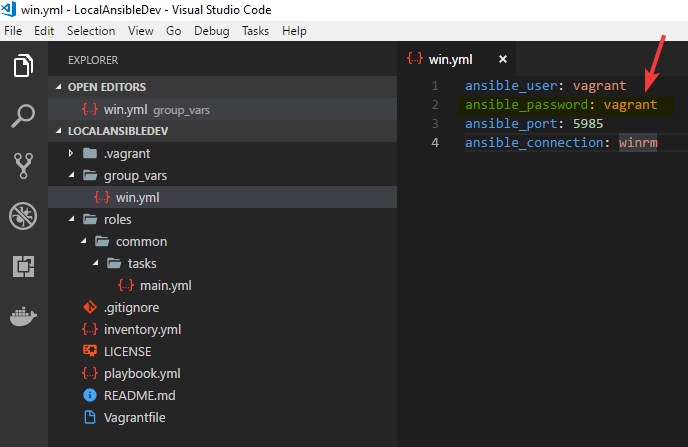 win.yml - LocalAnsibleDev - Visual Studio Code
File Edit Selection View Go Debug Tasks Help
EXPLORER
OPEN EDITORS
{..} win.yml group_vars
LOCALANSIBLEDEV
.vagrant
group_vars
{..} win.yml
roles
common
tasks
{..} main.yml
.gitignore
{..} inventory.yml
LICENSE
{..} playbook.yml
README.md
Vagrantfile
{..} win.yml ×
1 ansible_user: vagrant
2 ansible_password: vagrant
3 ansible_port: 5985
4 ansible_connection: winrm